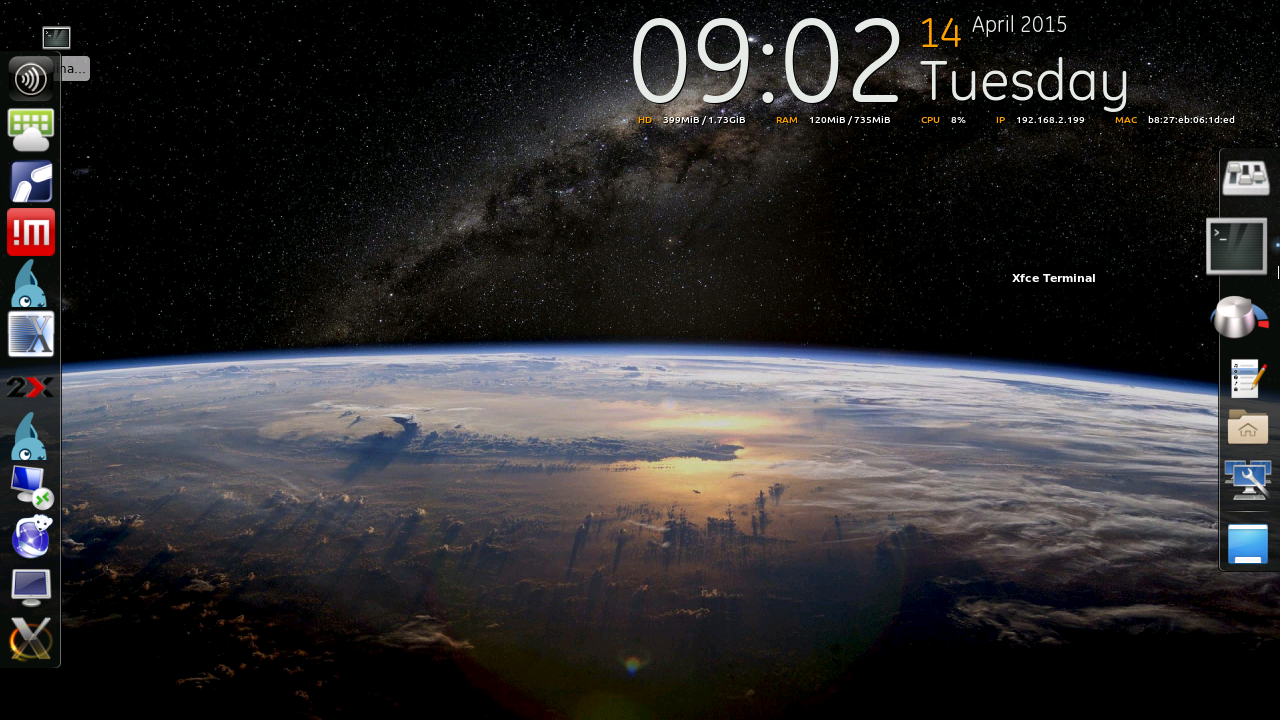 09:02
14 April 2015
Tuesday
HD 399MiB / 1.73GiB RAM 120MiB / 735MiB CPU 8% IP 192.168.2.199 MAC b8:27:eb:06:1d:ed
!m
X
2X
Xfce Terminal